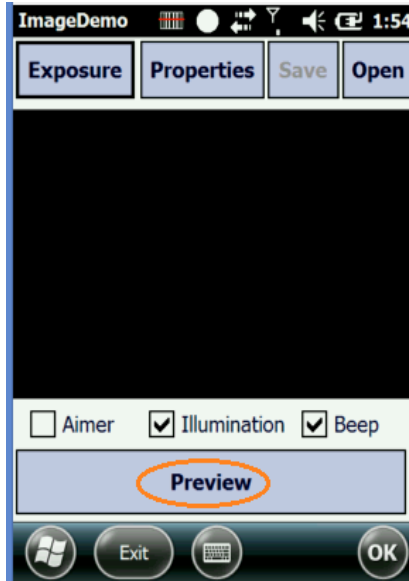 ImageDemo 1:54
Exposure Properties Save Open
Aimer Illumination Beep
Preview
Exit OK